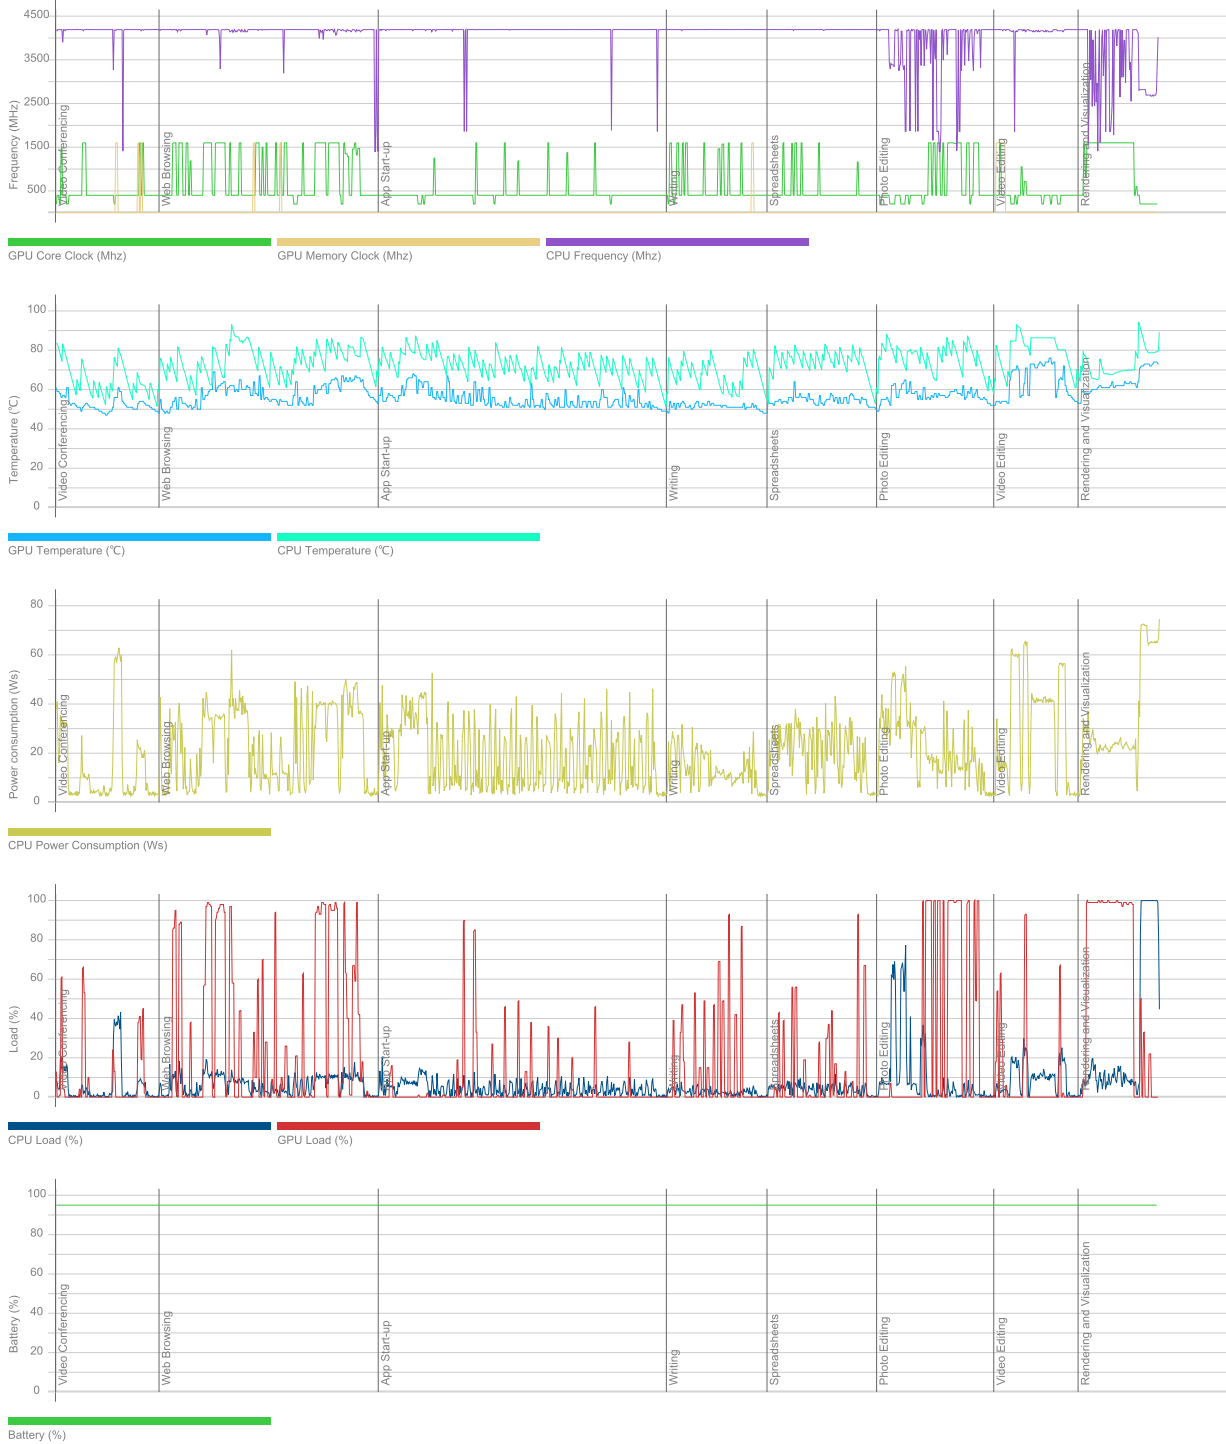 4500
3500
2500
1500
500
Frequency (MHz)
Video Conferencing
Web Browsing
App Start-up
Writing
Spreadsheets
Photo Editing
Video Editing
Rendering and Visualization
GPU Core Clock (Mhz)
GPU Memory Clock (Mhz)
CPU Frequency (Mhz)
100
80
60
40
20
0
Temperature (℃)
Video Conferencing
Web Browsing
App Start-up
Writing
Spreadsheets
Photo Editing
Video Editing
Rendering and Visualization
GPU Temperature (℃)
CPU Temperature (℃)
80
60
40
20
0
Power consumption (Ws)
Video Conferencing
Web Browsing
App Start-up
Writing
Spreadsheets
Photo Editing
Video Editing
Rendering and Visualization
CPU Power Consumption (Ws)
100
80
60
40
20
0
Load (%)
Video Conferencing
Web Browsing
App Start-up
Writing
Spreadsheets
Photo Editing
Video Editing
Rendering and Visualization
CPU Load (%)
GPU Load (%)
100
80
60
40
20
0
Battery (%)
Video Conferencing
Web Browsing
App Start-up
Writing
Spreadsheets
Photo Editing
Video Editing
Rendering and Visualization
Battery (%)